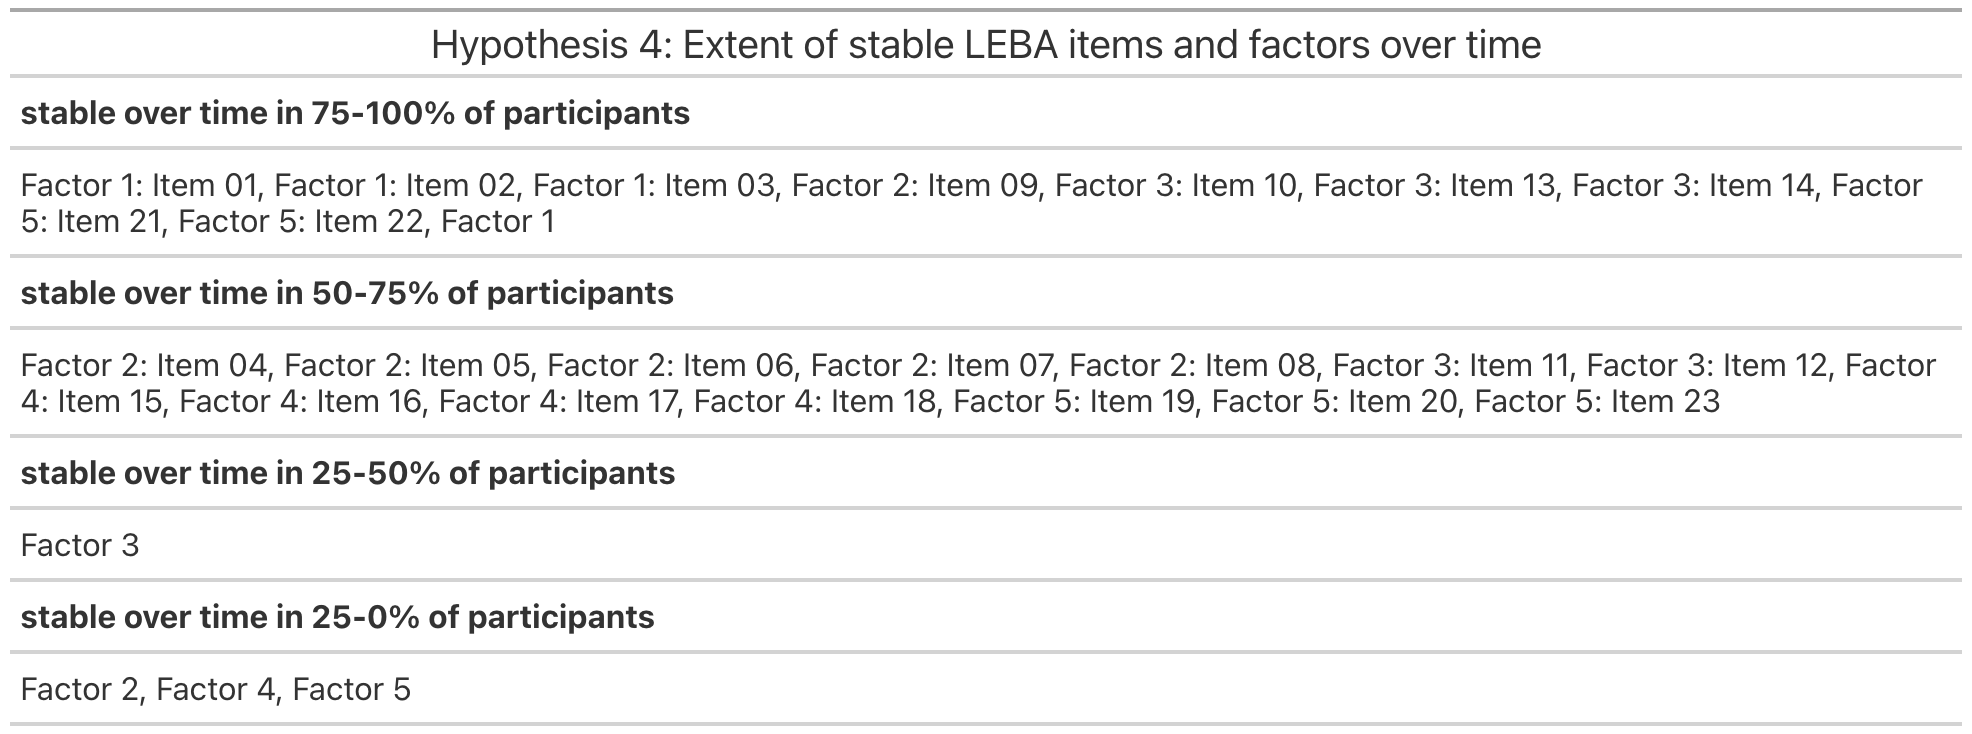 Hypothesis 4: Extent of stable LEBA items and factors over time
stable over time in 75-100% of participants
Factor 1: Item 01, Factor 1: Item 02, Factor 1: Item 03, Factor 2: Item 09, Factor 3: Item 10, Factor 3: Item 13, Factor 3: Item 14, Factor
5: Item 21, Factor 5: Item 22, Factor 1
stable over time in 50-75% of participants
Factor 2: Item 04, Factor 2: Item 05, Factor 2: Item 06, Factor 2: Item 07, Factor 2: Item 08, Factor 3: Item 11, Factor 3: Item 12, Factor
4: Item 15, Factor 4: Item 16, Factor 4: Item 17, Factor 4: Item 18, Factor 5: Item 19, Factor 5: Item 20, Factor 5: Item 23
stable over time in 25-50% of participants
Factor 3
stable over time in 25-0% of participants
Factor 2, Factor 4, Factor 5